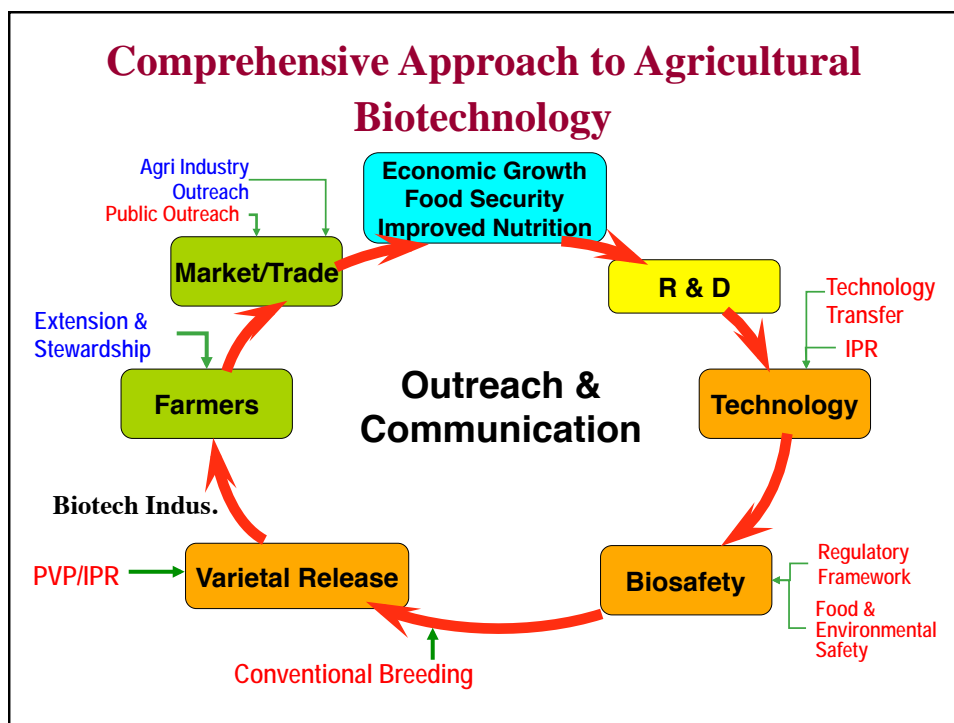 Comprehensive Approach to Agricultural
Biotechnology
Agri Industry
Outreach
Public Outreach
Economic Growth
Food Security
Improved Nutrition
Market/Trade
R & D
Technology
Transfer
IPR
Extension &
Stewardship
Farmers
Outreach &
Communication
Technology
Biotech Indus.
PVP/IPR
Varietal Release
Biosafety
Regulatory
Framework
Food &
Environmental
Safety
Conventional Breeding